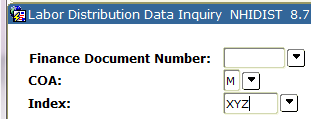 Labor Distribution Data Inquiry NHIDIST 8.7
Finance Document Number:
COA: M
Index: XYZ